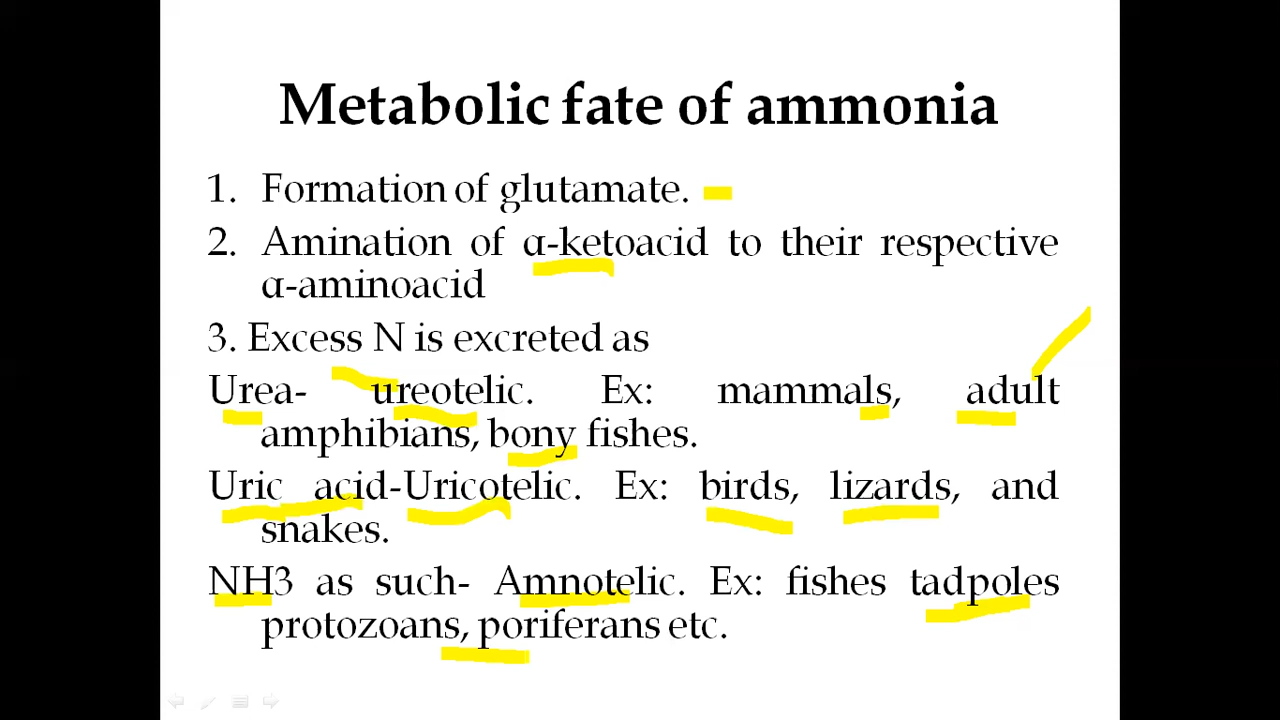 Metabolic fate of ammonia
1. Formation of glutamate.
2. Amination of α-ketoacid to their respective
α-aminoacid
3. Excess N is excreted as
Urea- ureotelic. Ex: mammals, adult
amphibians, bony fishes.
Uric acid-Uricotelic. Ex: birds, lizards, and
snakes.
NH3 as such- Amnotelic. Ex: fishes tadpoles
protozoans, poriferans etc.